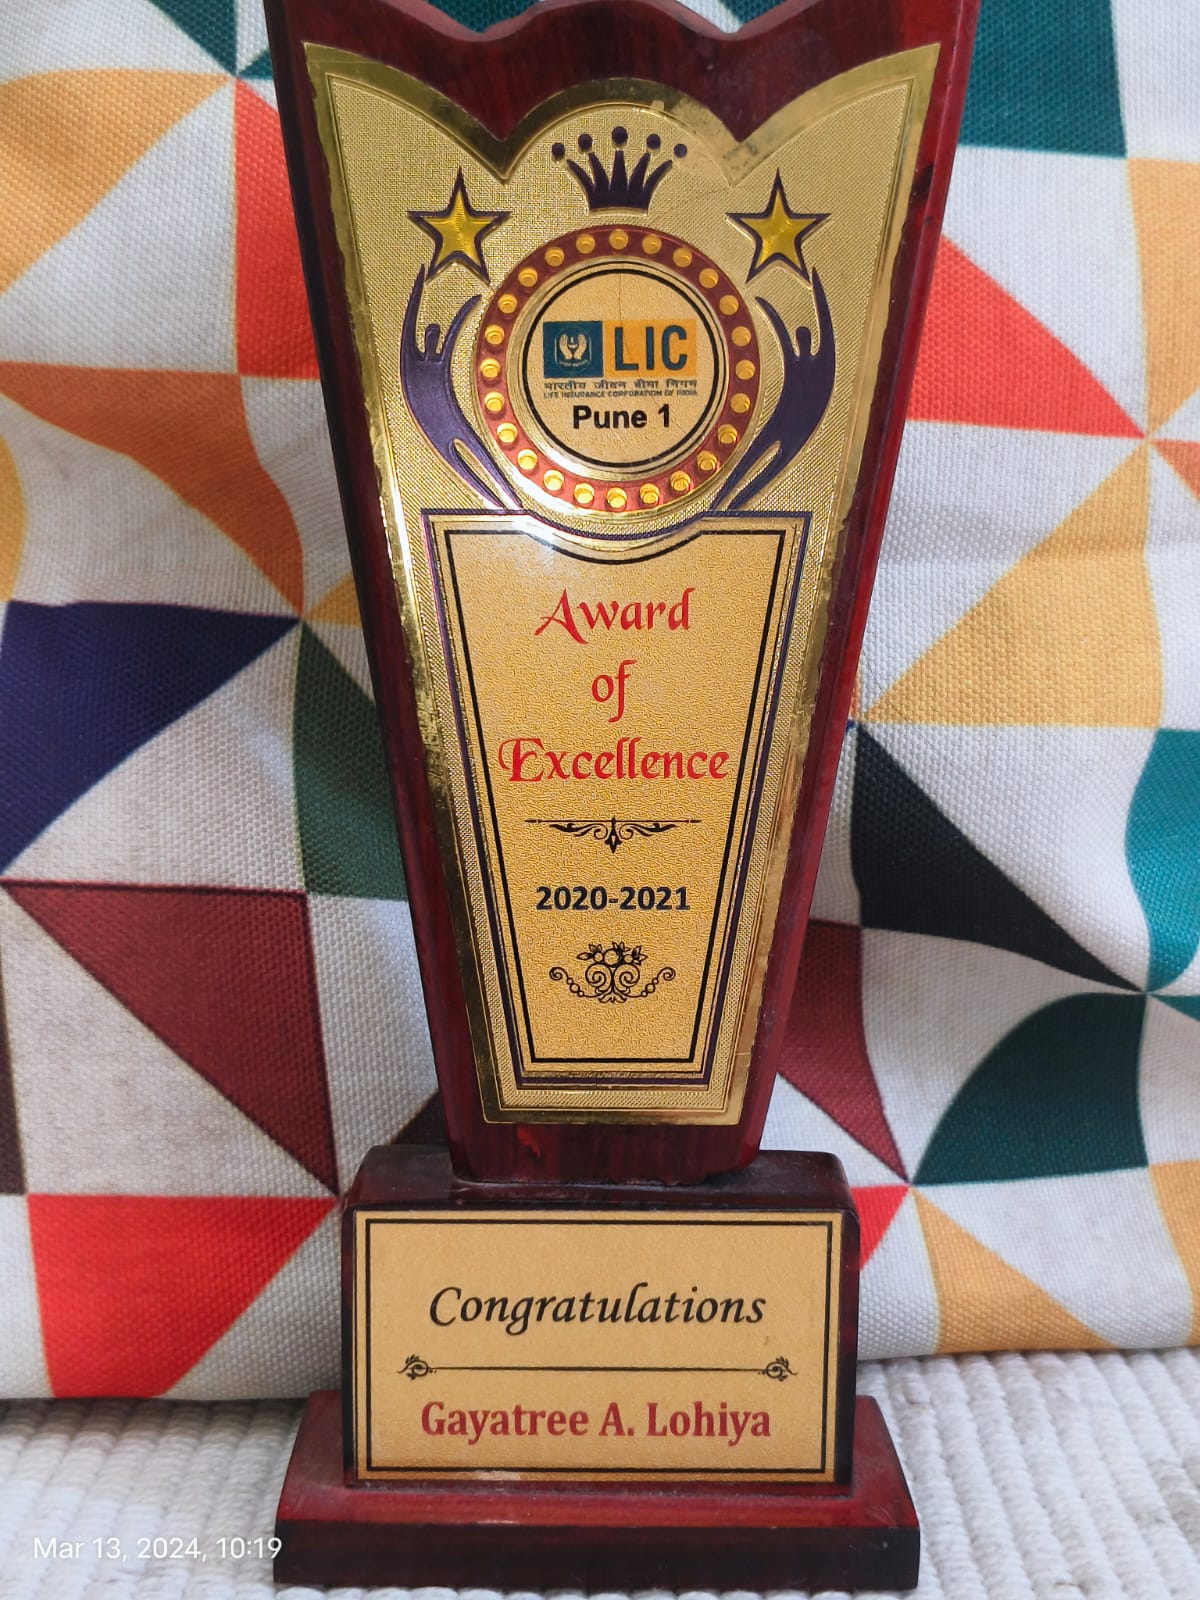 LIC
भारतीय जीवन बीमा निगम
LIFE INSURANCE CORPORATION OF INDIA
Pune 1
Award
of
Excellence
2020-2021
Congratulations
Gayatree A. Lohiya
Mar 13, 2024, 10:19